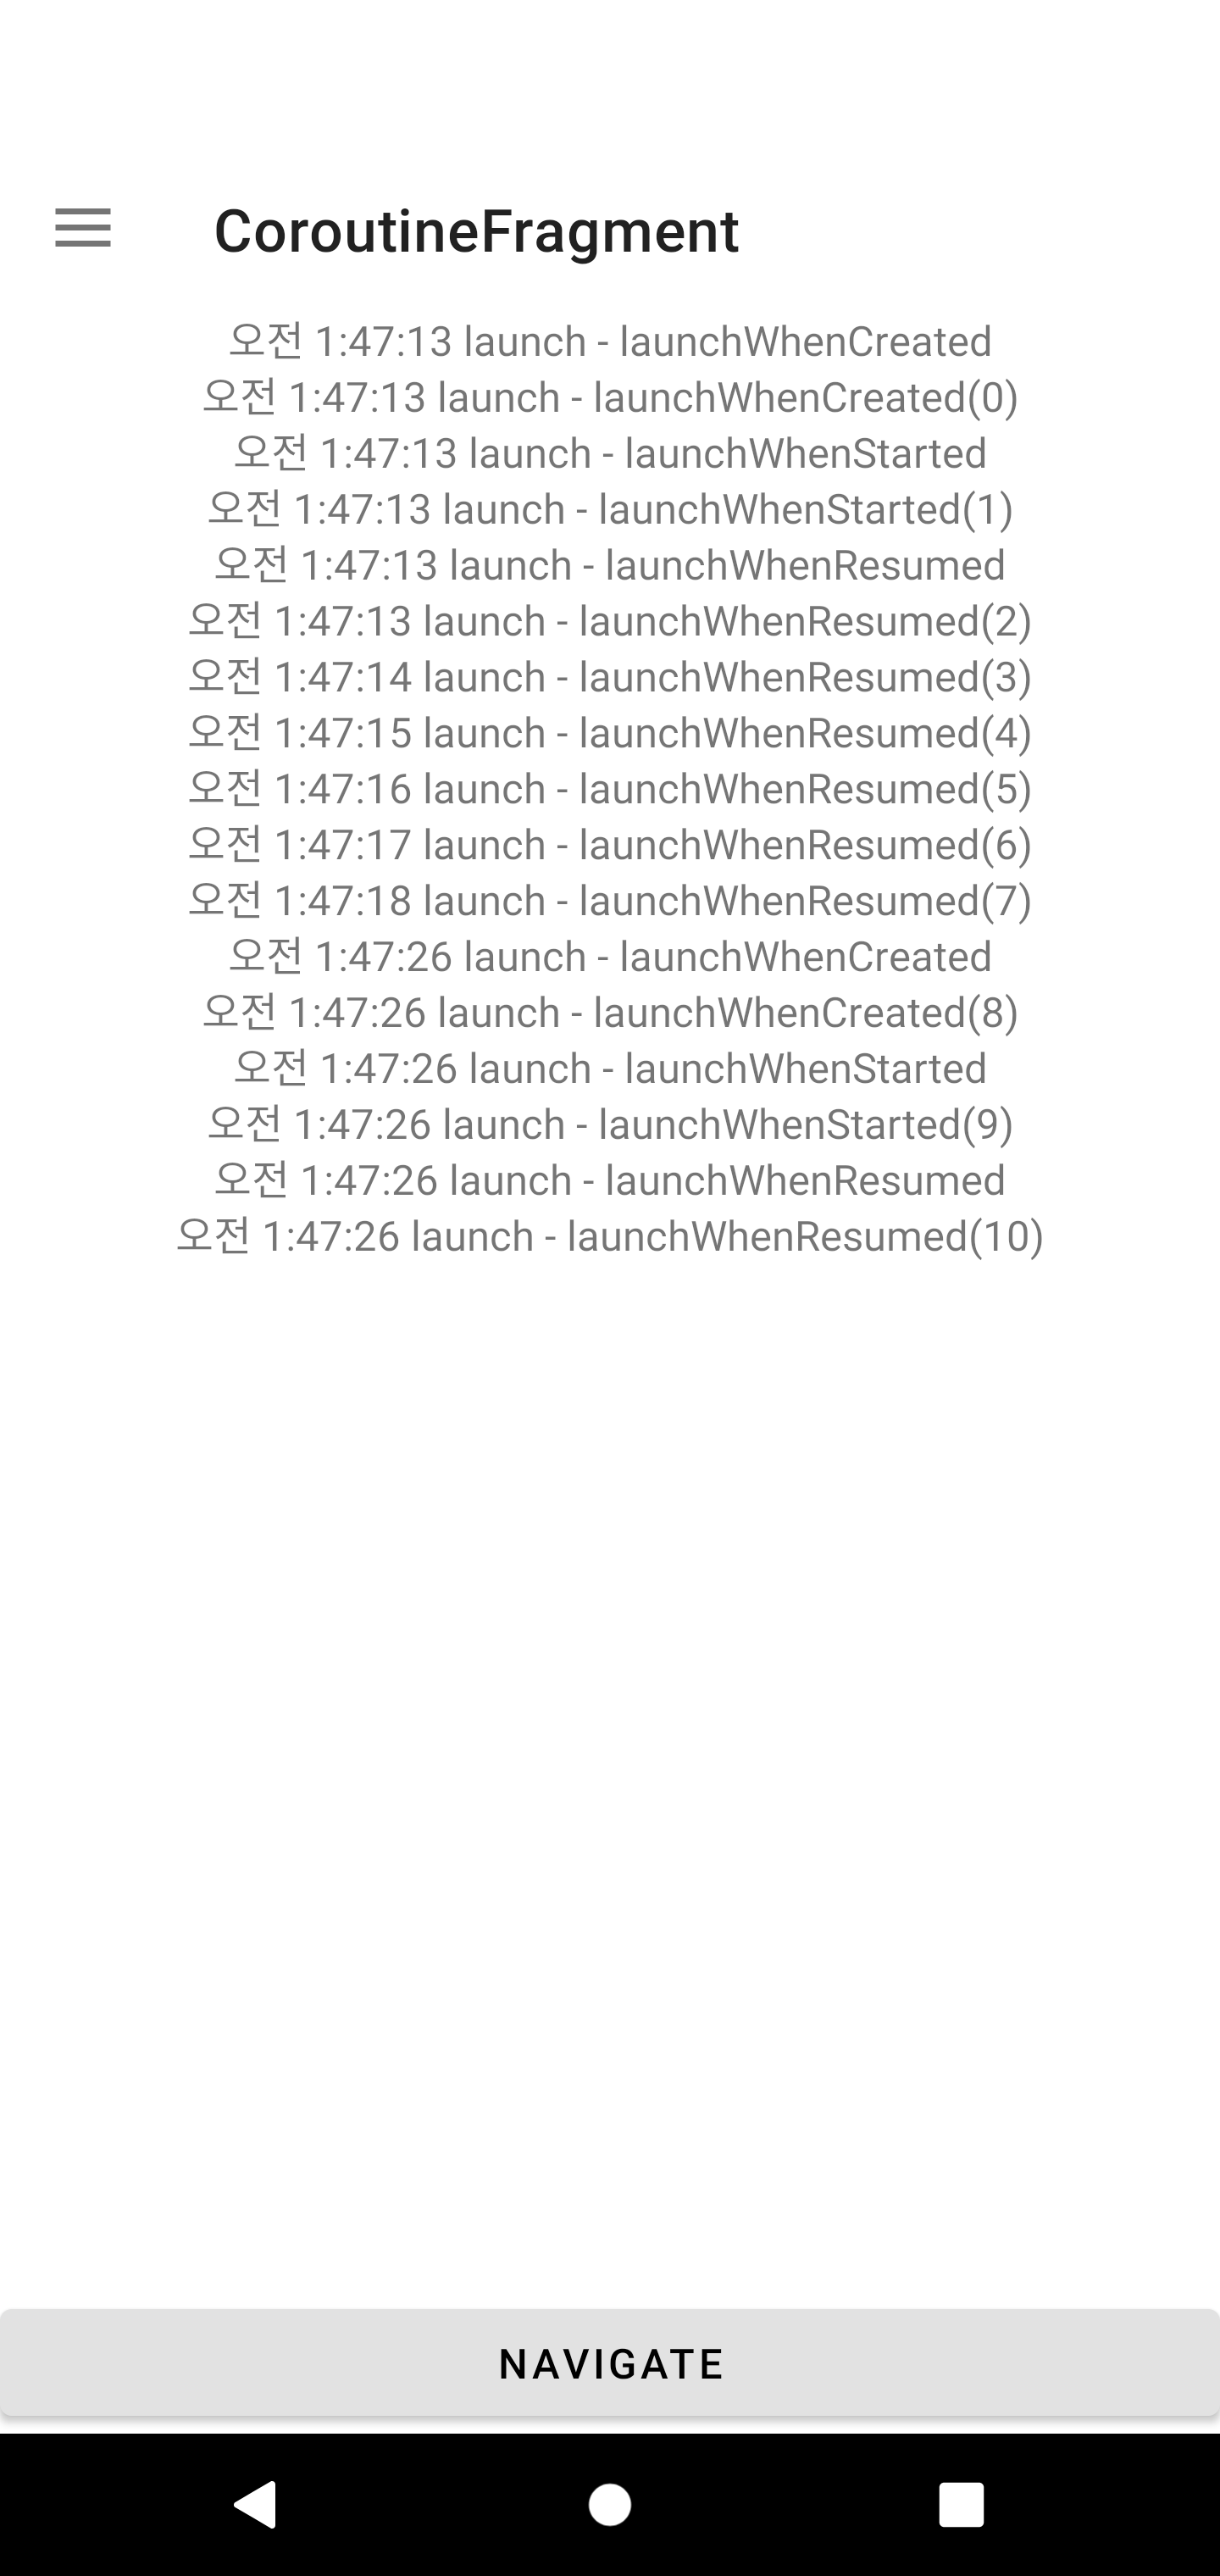 CoroutineFragment
오전 1:47:13 launch - launchWhenCreated
오전 1:47:13 launch - launchWhenCreated(0)
오전 1:47:13 launch - launchWhenStarted
오전 1:47:13 launch - launchWhenStarted(1)
오전 1:47:13 launch - launchWhenResumed
오전 1:47:13 launch - launchWhenResumed(2)
오전 1:47:14 launch - launchWhenResumed(3)
오전 1:47:15 launch - launchWhenResumed(4)
오전 1:47:16 launch - launchWhenResumed(5)
오전 1:47:17 launch - launchWhenResumed(6)
오전 1:47:18 launch - launchWhenResumed(7)
오전 1:47:26 launch - launchWhenCreated
오전 1:47:26 launch - launchWhenCreated(8)
오전 1:47:26 launch - launchWhenStarted
오전 1:47:26 launch - launchWhenStarted(9)
오전 1:47:26 launch - launchWhenResumed
오전 1:47:26 launch - launchWhenResumed(10)
NAVIGATE